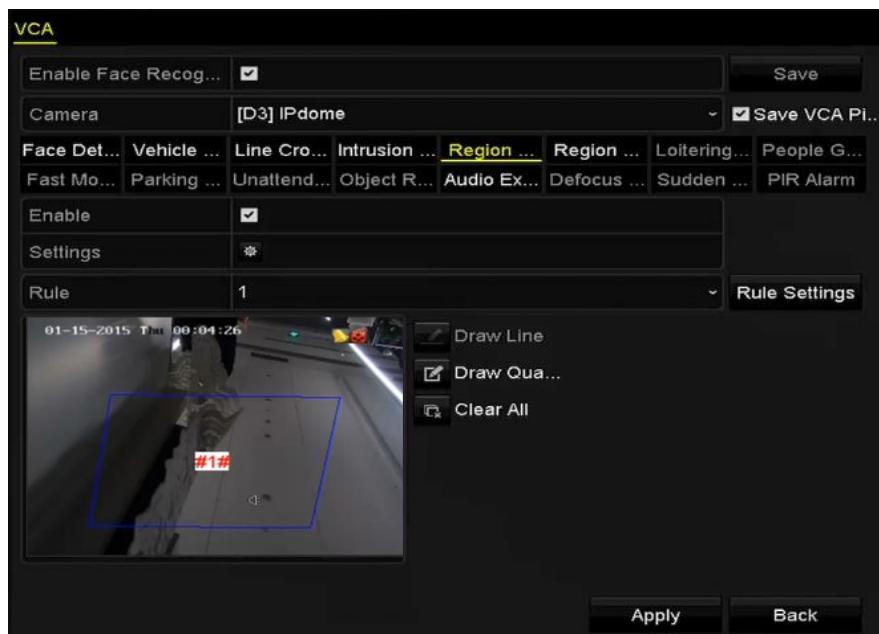 VCA
Enable Face Recog... Save
Camera [D3] IPdome Save VCA Pi..
Face Det... Vehicle ... Line Cro... Intrusion ... Region ... Region ... Loitering... People G...
Fast Mo... Parking ... Unattend... Object R... Audio Ex... Defocus ... Sudden ... PIR Alarm
Enable
Settings
Rule 1 Rule Settings
01-15-2015 Thu 00:04:26
Draw Line
Draw Qua...
Clear All
#1#
Apply Back